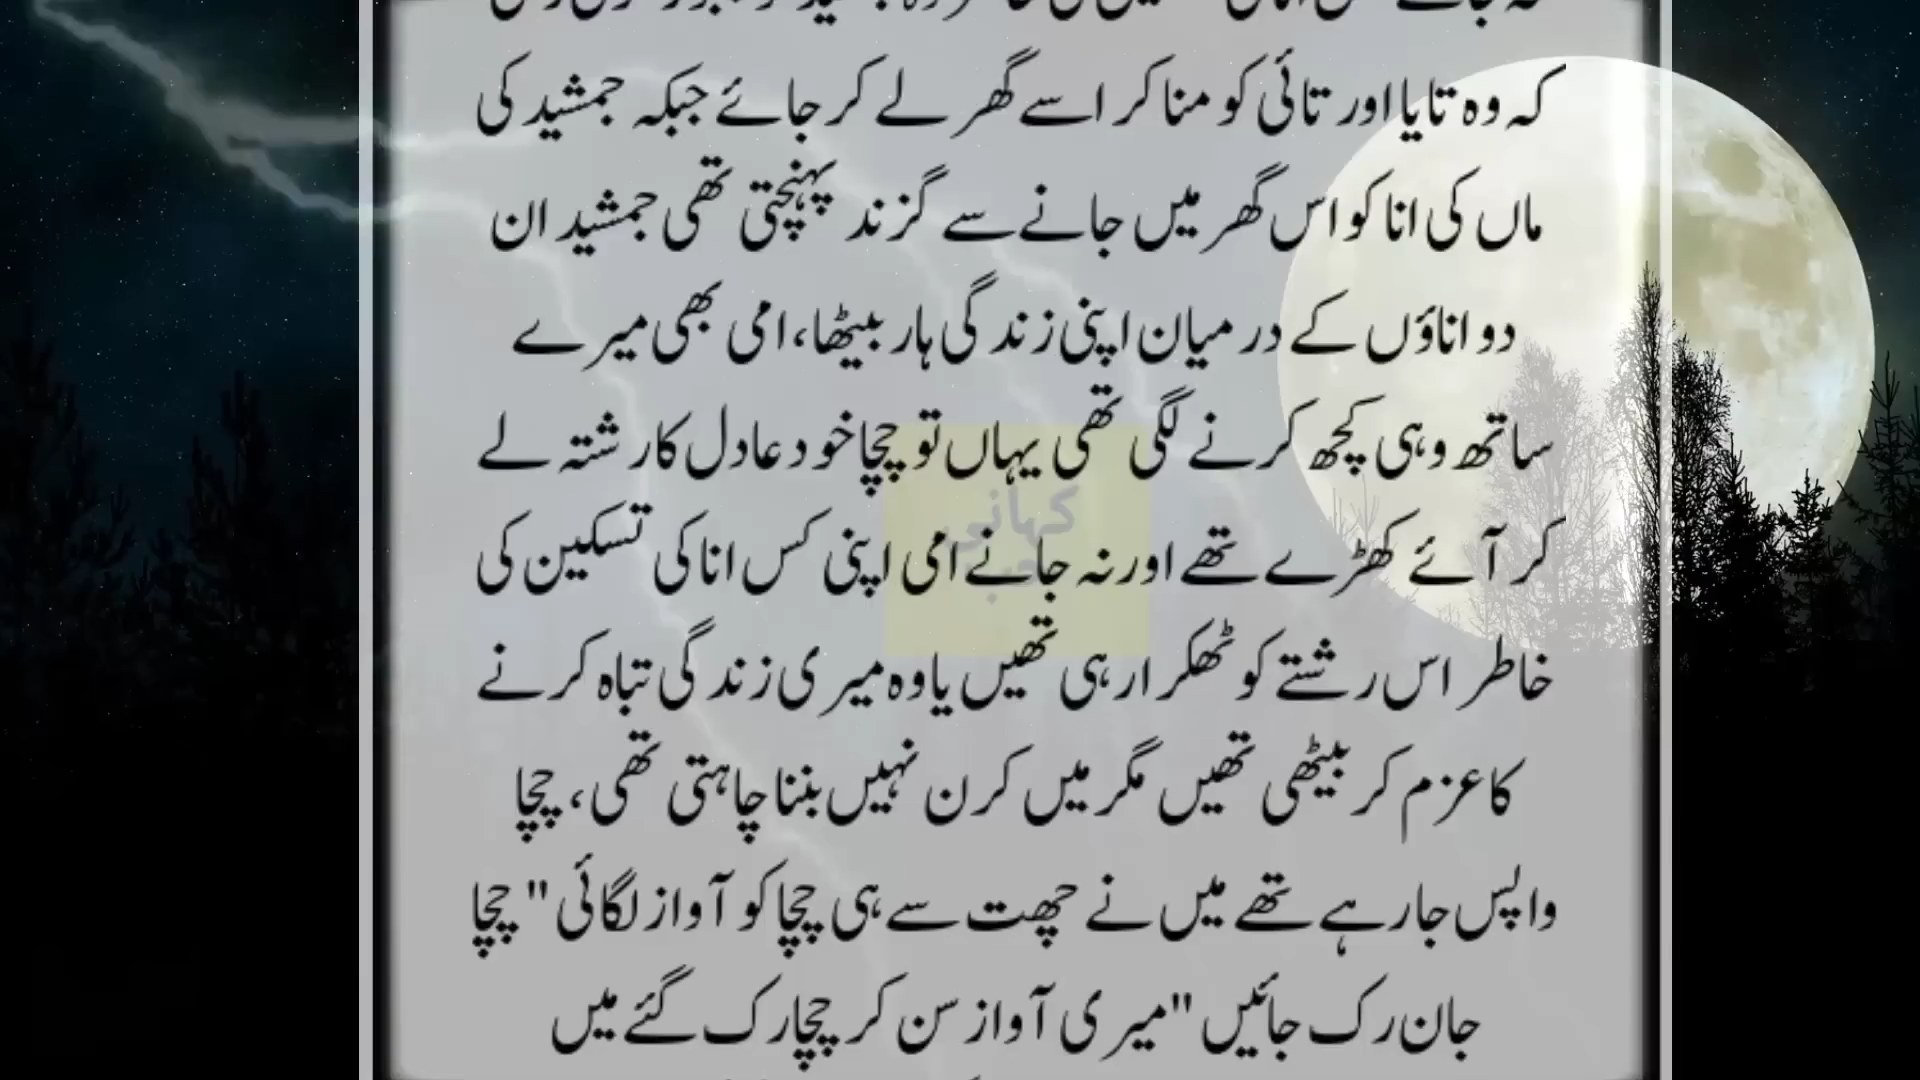 کہ وہ تایا اور تائی کو منا کر اسے گھر لے کر جائے جبکہ جمشید کی
ماں کی انا کو اس گھر میں جانے سے گزند پہنچتی تھی جمشید ان
دو اناؤں کے درمیان اپنی زندگی ہار بیٹھا، امی بھی میرے
ساتھ وہی کچھ کرنے لگی تھی یہاں تو چچا خود عادل کا رشتہ لے
کر آئے کھڑے تھے اور نہ جانے امی اپنی کس انا کی تسکین کی
خاطر اس رشتے کو ٹھکرا رہی تھیں یا وہ میری زندگی تباہ کرنے
کا عزم کر بیٹھی تھیں مگر میں کرن نہیں بننا چاہتی تھی، چچا
واپس جا رہے تھے میں نے چھت سے ہی چچا کو آواز لگائی " چچا
جان رک جائیں " میری آواز سن کر چچا رک گئے میں
کہانی